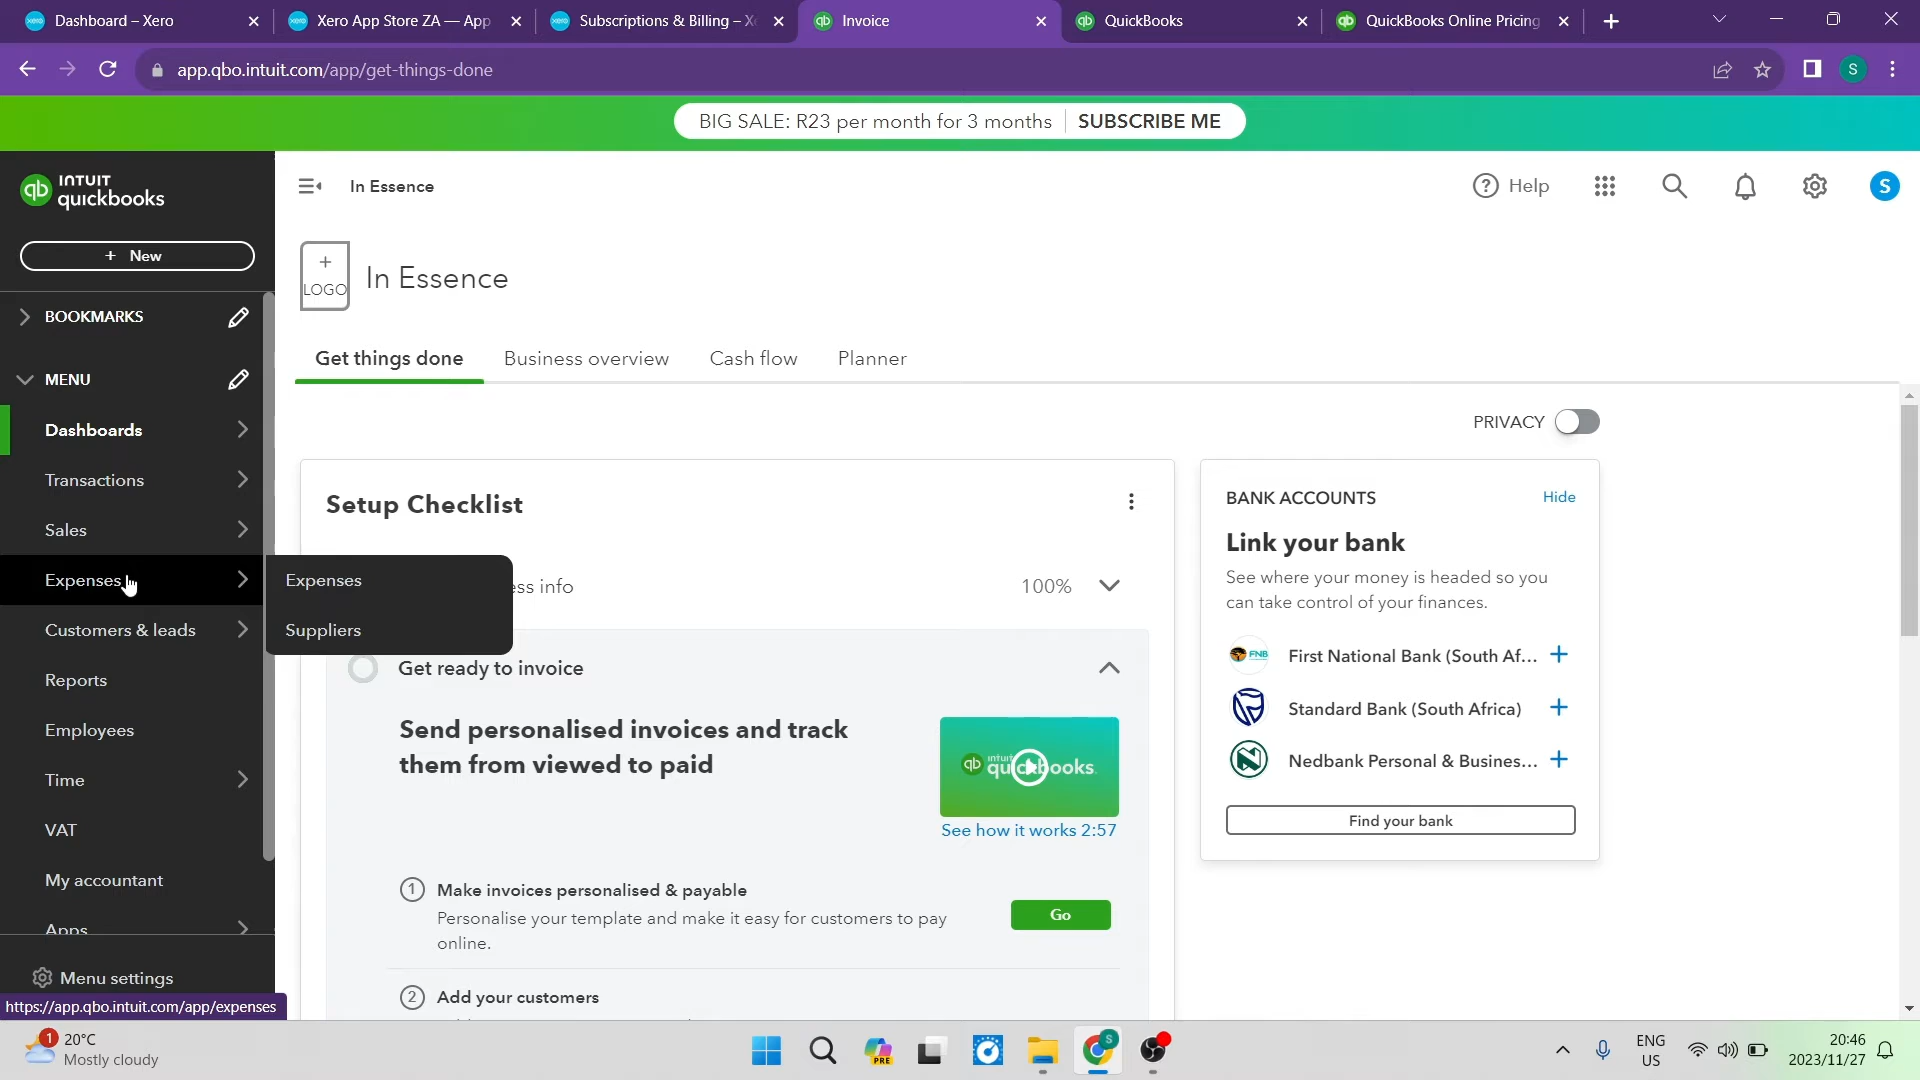 Dashboard – Xero
Xero App Store ZA — App
Subscriptions & Billing – X
Invoice
QuickBooks
QuickBooks Online Pricing
app.qbo.intuit.com/app/get-things-done
S
BIG SALE: R23 per month for 3 months
SUBSCRIBE ME
INTUIT
quickbooks
In Essence
Help
S
+ New
+
LOGO
In Essence
BOOKMARKS
Get things done
Business overview
Cash flow
Planner
MENU
PRIVACY
Dashboards
Transactions
Sales
Expenses
Customers & leads
Reports
Employees
Time
VAT
My accountant
Apps
Menu settings
Expenses
Suppliers
Setup Checklist
ess info
100%
Get ready to invoice
Send personalised invoices and track
them from viewed to paid
intuit
quickbooks
See how it works 2:57
1 Make invoices personalised & payable
Personalise your template and make it easy for customers to pay
online.
Go
2 Add your customers
BANK ACCOUNTS
Hide
Link your bank
See where your money is headed so you
can take control of your finances.
FNB
First National Bank (South Af...
Standard Bank (South Africa)
Nedbank Personal & Busines...
Find your bank
https://app.qbo.intuit.com/app/expenses
1
20°C
Mostly cloudy
PRE
S
ENG
US
20:46
2023/11/27